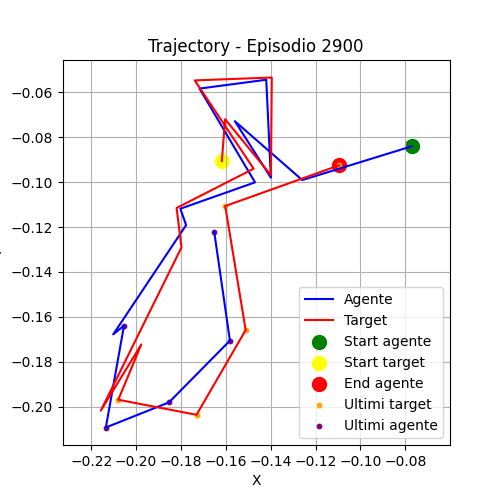 Trajectory - Episodio 2900
−0.06
−0.08
−0.10
−0.12
−0.14
−0.16
−0.18
−0.20
Agente
Target
Start agente
Start target
End agente
Ultimi target
Ultimi agente
−0.22 −0.20 −0.18 −0.16 −0.14 −0.12 −0.10 −0.08
X